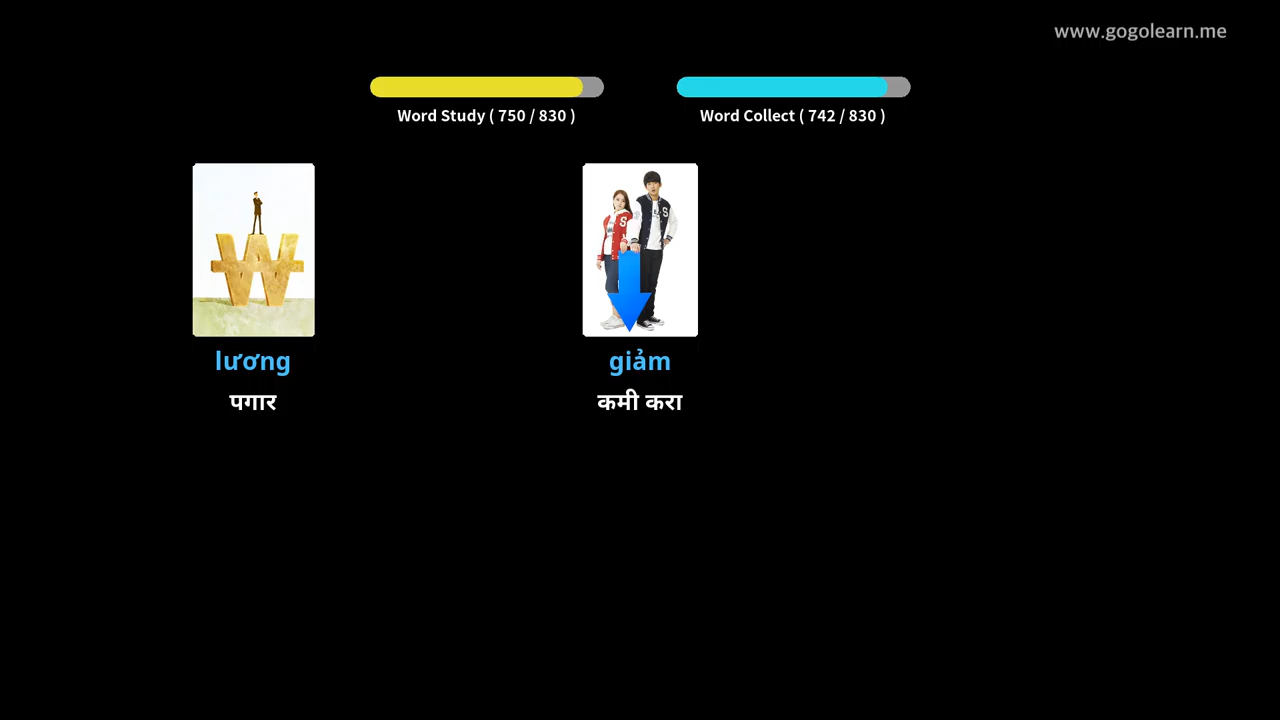 www.gogolearn.me
Word Study ( 750 / 830 )
Word Collect ( 742 / 830 )
lương
giảm
पगार
कमी करा